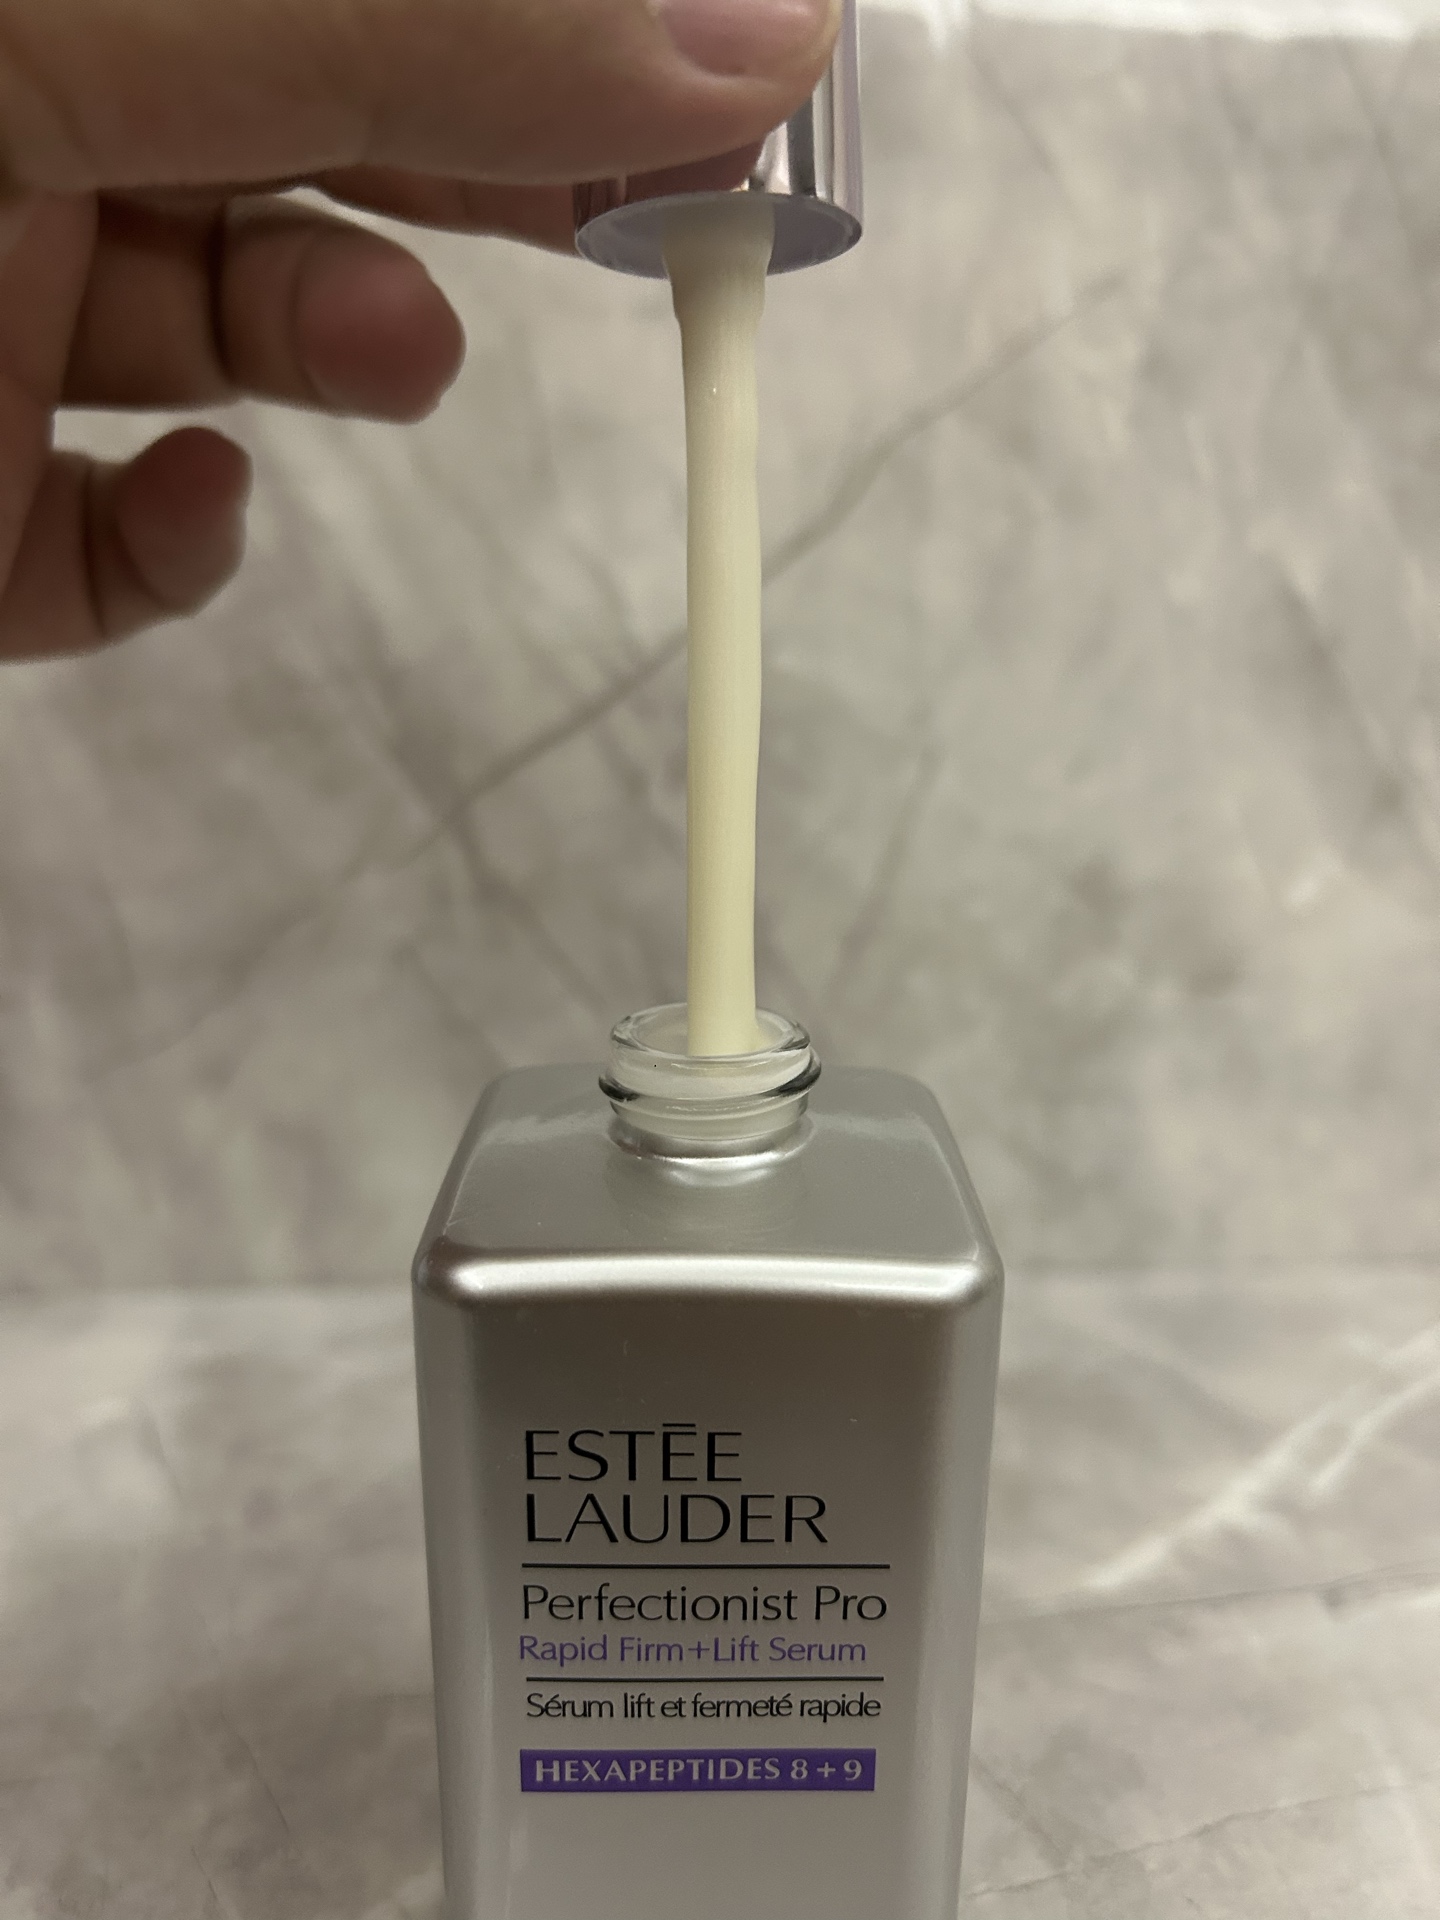 ESTĒE
LAUDER
Perfectionist Pro
Rapid Firm+Lift Serum
Sérum lift et fermeté rapide
HEXAPEPTIDES 8+9